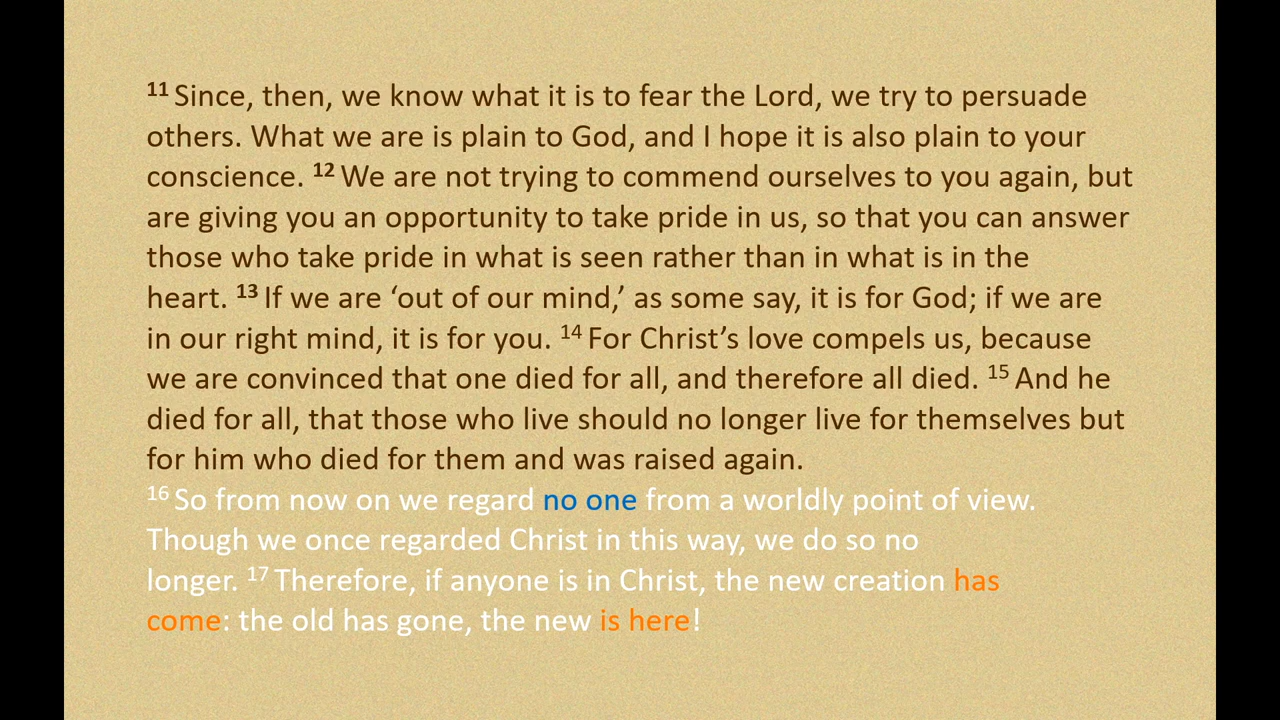 11 Since, then, we know what it is to fear the Lord, we try to persuade
others. What we are is plain to God, and I hope it is also plain to your
conscience. 12 We are not trying to commend ourselves to you again, but
are giving you an opportunity to take pride in us, so that you can answer
those who take pride in what is seen rather than in what is in the
heart. 13 If we are ‘out of our mind,’ as some say, it is for God; if we are
in our right mind, it is for you. 14 For Christ’s love compels us, because
we are convinced that one died for all, and therefore all died. 15 And he
died for all, that those who live should no longer live for themselves but
for him who died for them and was raised again.
16 So from now on we regard no one from a worldly point of view.
Though we once regarded Christ in this way, we do so no
longer. 17 Therefore, if anyone is in Christ, the new creation has
come: the old has gone, the new is here!